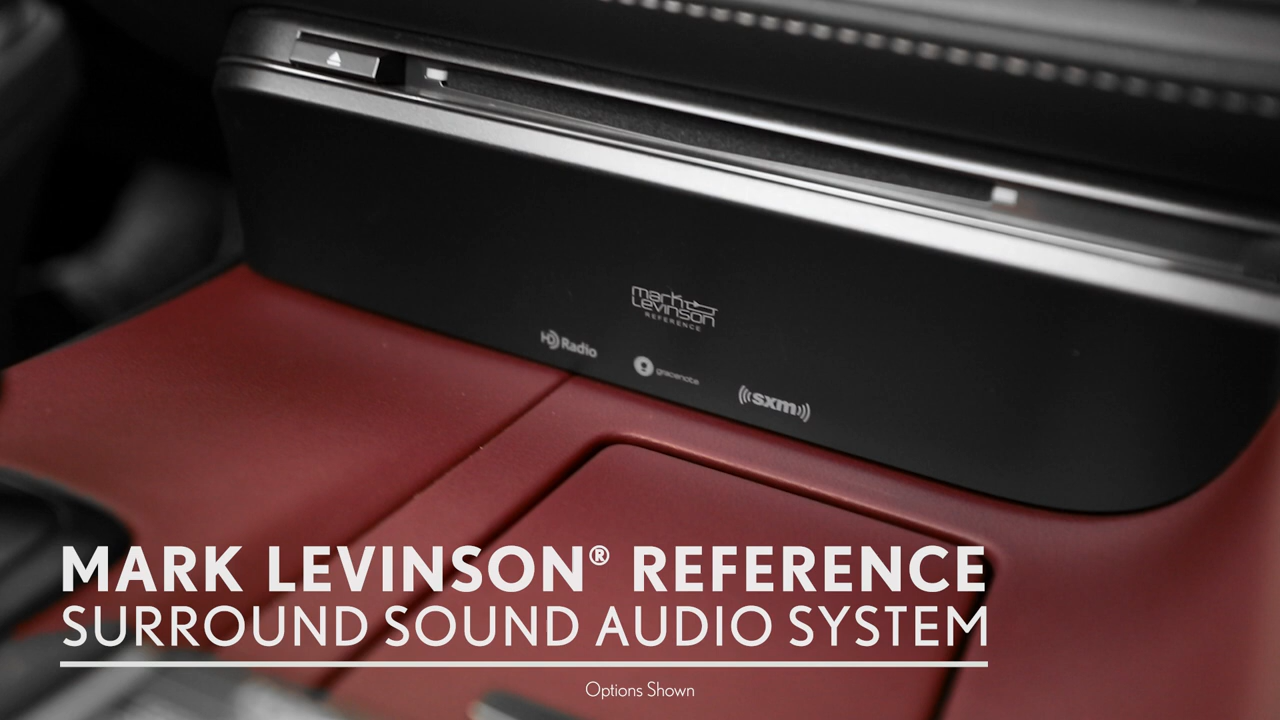 mark
Levinson
REFERENCE
HD Radio
gracenote
((sxm))
MARK LEVINSON® REFERENCE
SURROUND SOUND AUDIO SYSTEM
Options Shown